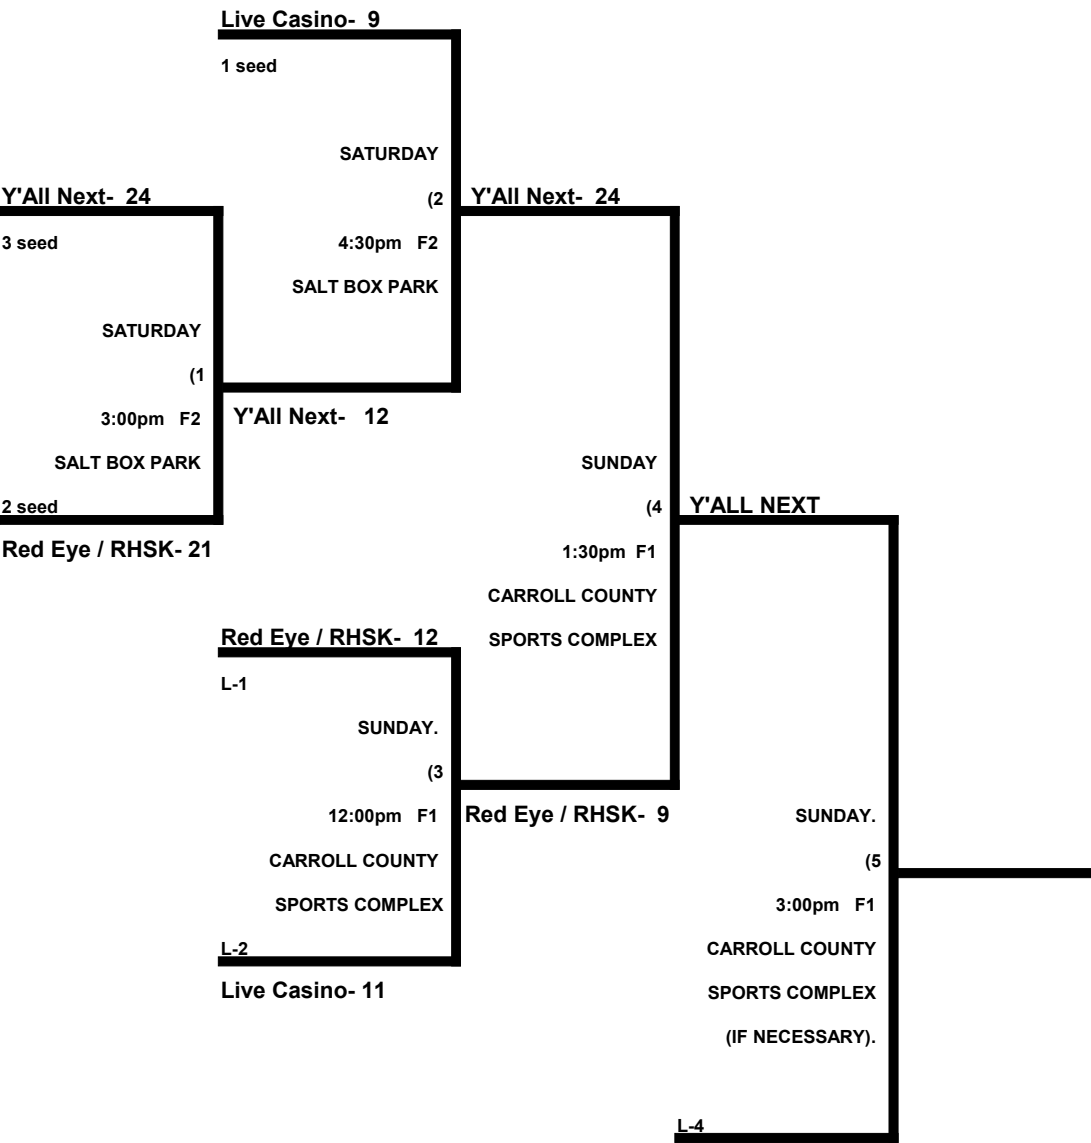 Live Casino-  9
1 seed
SATURDAY
(2
4:30pm   F2
SALT BOX PARK
Y'All Next-  24
3 seed
SATURDAY
(1
3:00pm   F2
SALT BOX PARK
2 seed
Red Eye / RHSK- 21
Y'All Next-   12
Y'All Next-  24
SUNDAY
(4
1:30pm  F1
CARROLL COUNTY
SPORTS COMPLEX
Red Eye / RHSK-  12
L-1
SUNDAY.
(3
12:00pm   F1
CARROLL COUNTY
SPORTS COMPLEX
L-2
Live Casino- 11
Red Eye / RHSK-  9
Y'ALL NEXT
SUNDAY.
(5
3:00pm   F1
CARROLL COUNTY
SPORTS COMPLEX
(IF NECESSARY).
L-4